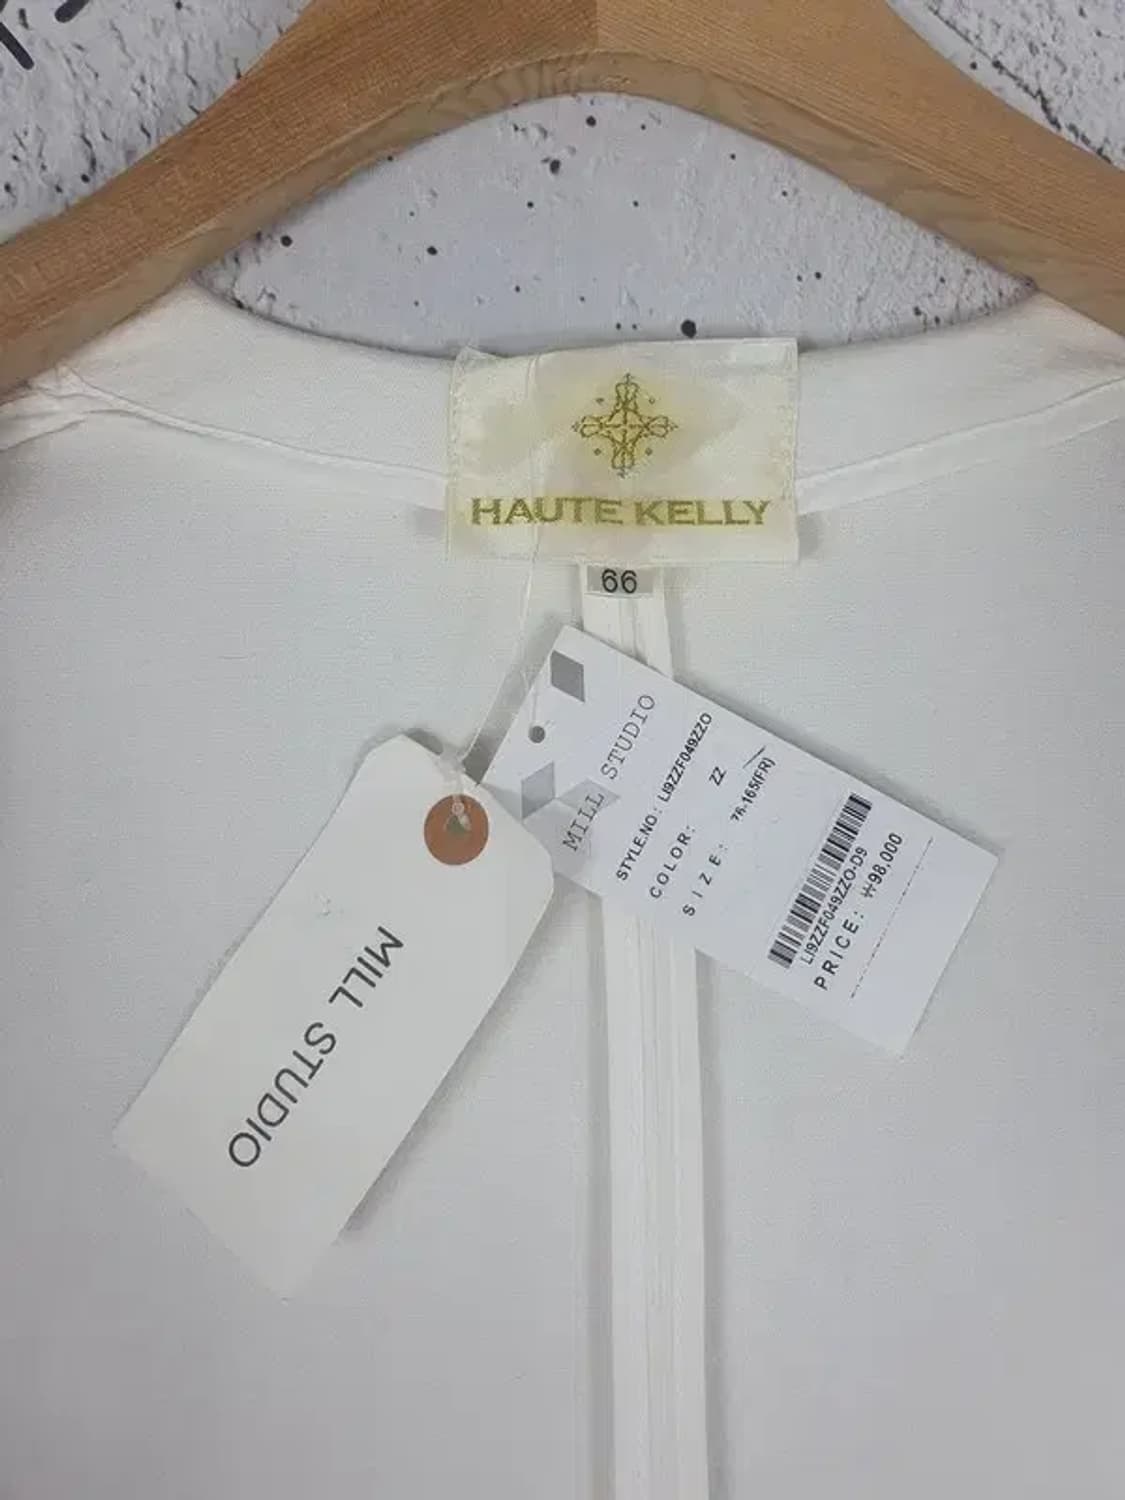 HAUTE KELLY
66
MILL STUDIO
STYLE.NO: LI9ZZF049ZZO
COLOR: ZZ
SIZE: 76-165(FR)
LI9ZZF049ZZO-D9
PRICE: ₩98,000
MILL STUDIO